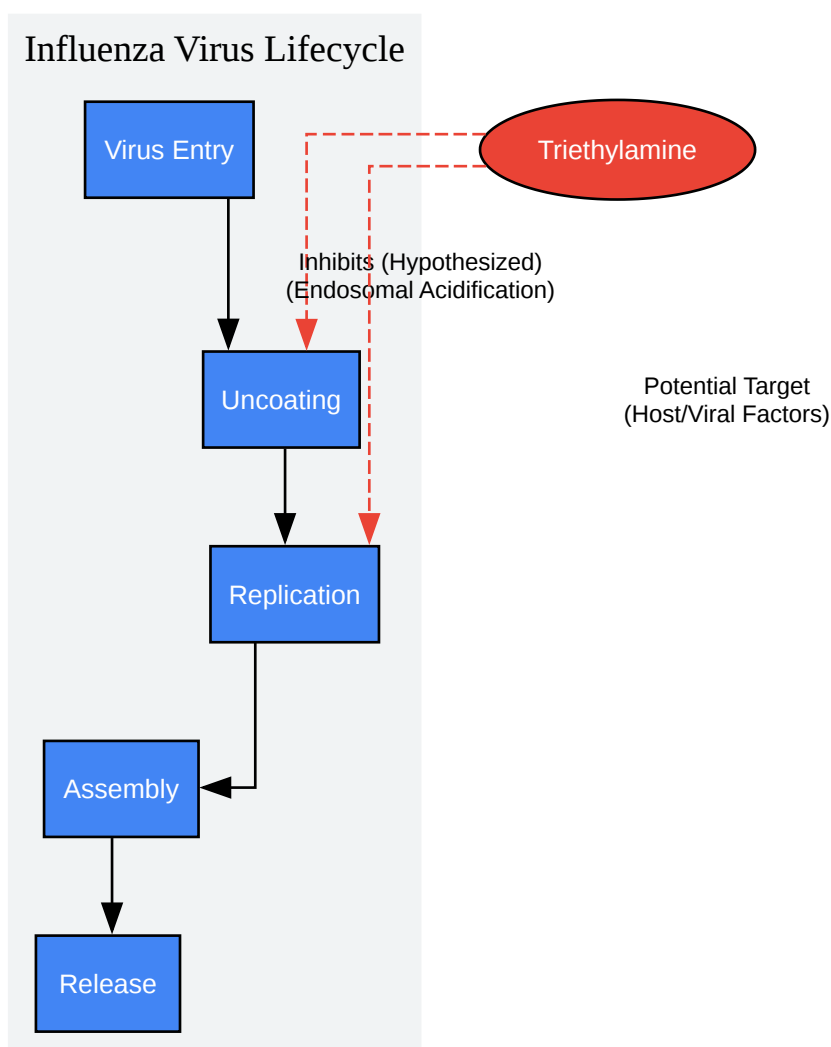 Influenza Virus Lifecycle
Virus Entry
Triethylamine
Inhibits (Hypothesized)
(Endosomal Acidification)
Potential Target
(Host/Viral Factors)
Uncoating
Replication
Assembly
Release